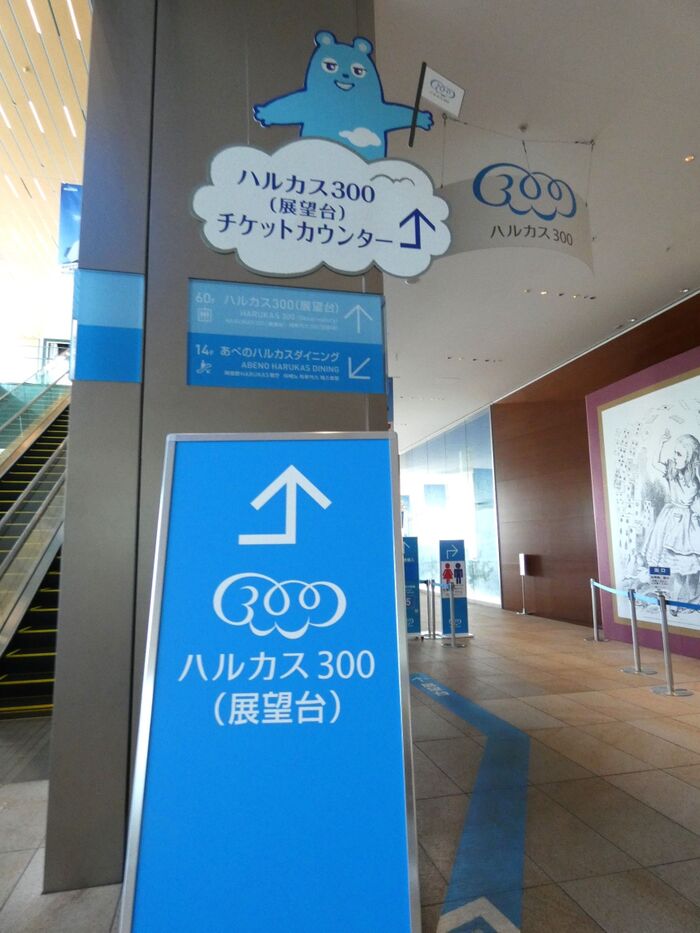 ハルカス300
（展望台）
チケットカウンター
300
ハルカス300
60F ハルカス300（展望台）
14F あべのハルカスダイニング
ABENO HARUKAS DINING
300
ハルカス300
（展望台）